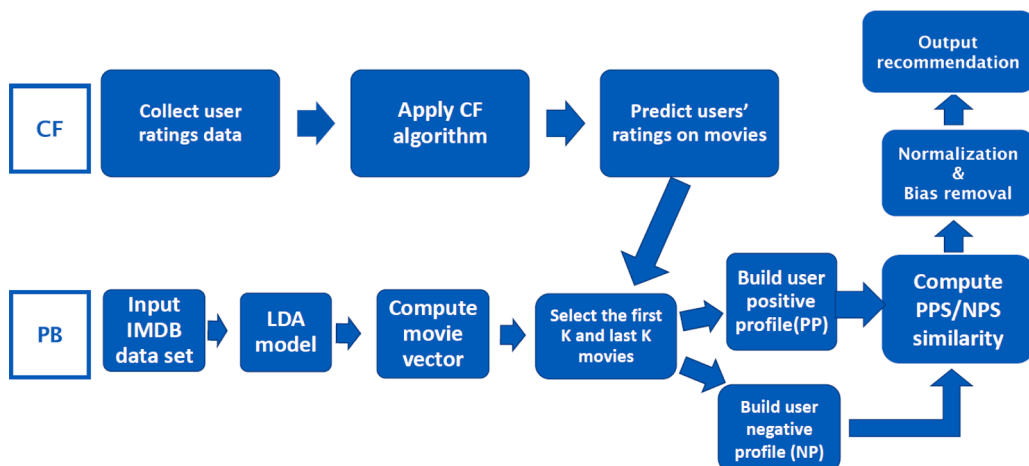 CF
Collect user
ratings data
Apply CF
algorithm
Predict users'
ratings on movies
Output
recommendation
Normalization
&
Bias removal
PB
Input
IMDB
data set
LDA
model
Compute
movie
vector
Select the first
K and last K
movies
Build user
positive
profile(PP)
Build user
negative
profile (NP)
Compute
PPS/NPS
similarity